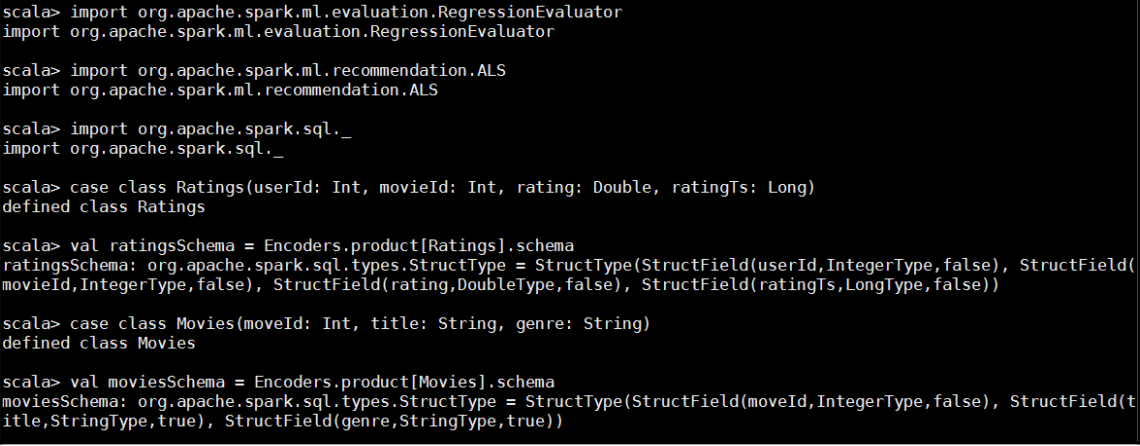 scala> import org.apache.spark.ml.evaluation.RegressionEvaluator
import org.apache.spark.ml.evaluation.RegressionEvaluator
scala> import org.apache.spark.ml.recommendation.ALS
import org.apache.spark.ml.recommendation.ALS
scala> import org.apache.spark.sql._
import org.apache.spark.sql._
scala> case class Ratings(userId: Int, movieId: Int, rating: Double, ratingTs: Long)
defined class Ratings
scala> val ratingsSchema = Encoders.product[Ratings].schema
ratingsSchema: org.apache.spark.sql.types.StructType = StructType(StructField(userId,IntegerType,false), StructField(
movieId,IntegerType,false), StructField(rating,DoubleType,false), StructField(ratingTs,LongType,false))
scala> case class Movies(moveId: Int, title: String, genre: String)
defined class Movies
scala> val moviesSchema = Encoders.product[Movies].schema
moviesSchema: org.apache.spark.sql.types.StructType = StructType(StructField(moveId,IntegerType,false), StructField(t
itle,StringType,true), StructField(genre,StringType,true))